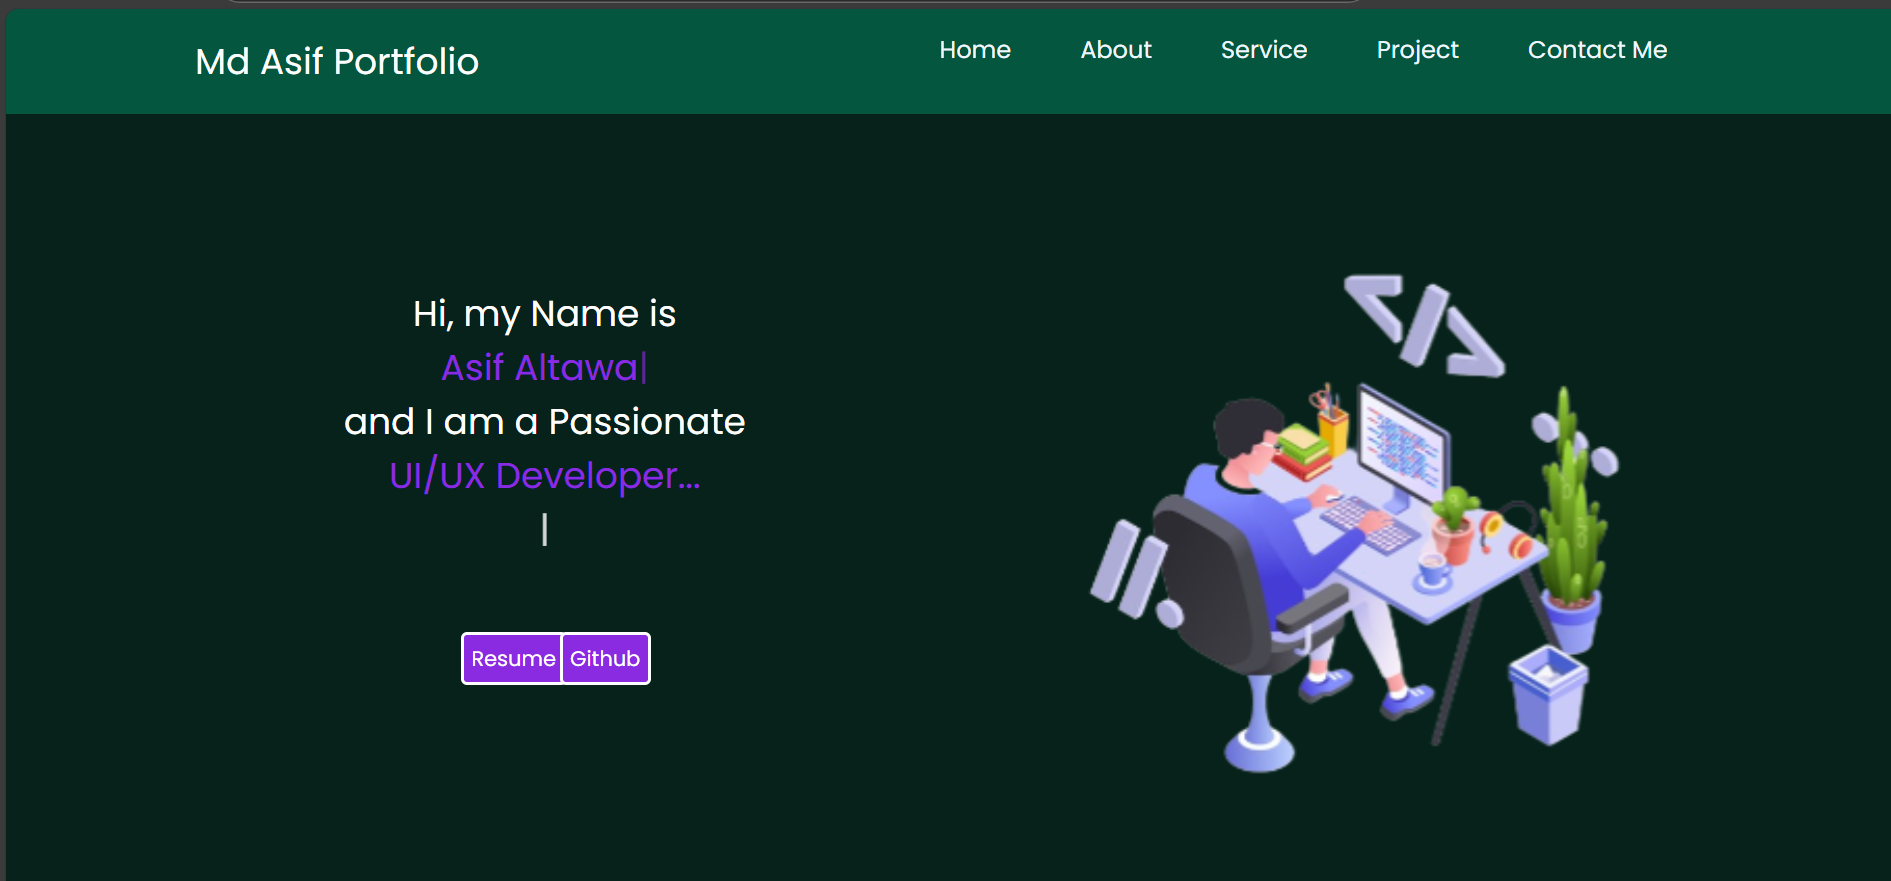 Md Asif Portfolio
Home About Service Project Contact Me
Hi, my Name is
Asif Altawa|
and I am a Passionate
UI/UX Developer...
|
Resume Github